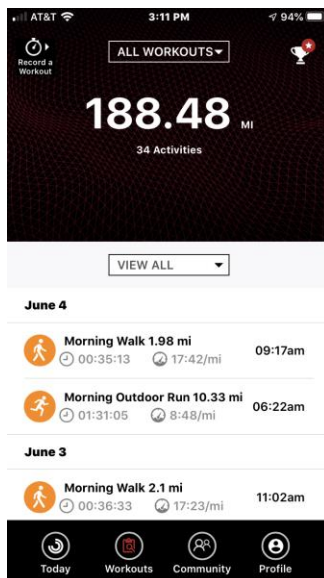 AT&T 3:11 PM 94%
Record a
Workout
ALL WORKOUTS
188.48 MI
34 Activities
VIEW ALL
June 4
Morning Walk 1.98 mi
00:35:13 17:42/mi
09:17am
Morning Outdoor Run 10.33 mi
01:31:05 8:48/mi
06:22am
June 3
Morning Walk 2.1 mi
00:36:33 17:23/mi
11:02am
Today Workouts Community Profile